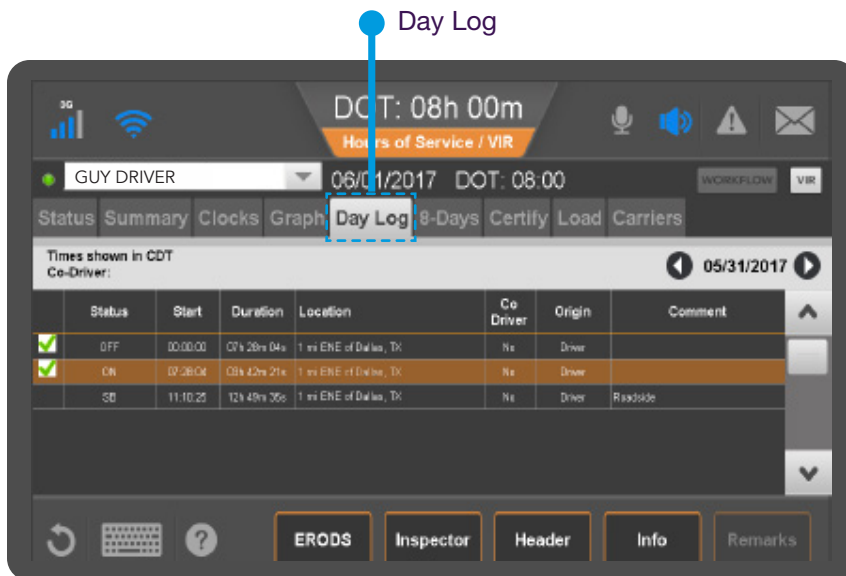 Day Log
3G
DOT: 08h 00m
Hours of Service / VIR
GUY DRIVER
06/01/2017 DOT: 08:00
WORKFLOW
VIR
Status Summary Clocks Graph Day Log 8-Days Certify Load Carriers
Times shown in CDT
Co-Driver:
05/31/2017
Status Start Duration Location Co Driver Origin Comment
OFF 00:00:00 07h 28m 04s 1 mi ENE of Dallas, TX No Driver
ON 07:28:04 03h 42m 21s 1 mi ENE of Dallas, TX No Driver
SB 11:10:25 12h 49m 35s 1 mi ENE of Dallas, TX No Driver Roadside
?
ERODS Inspector Header Info Remarks